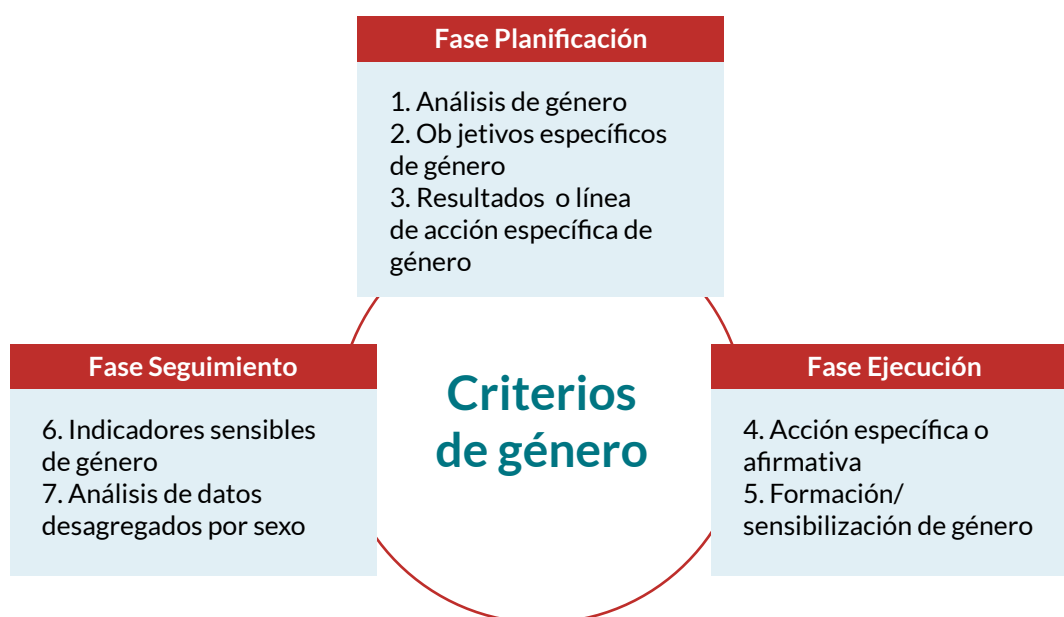 Fase Planificación
1. Análisis de género
2. Ob jetivos específicos
de género
3. Resultados o línea
de acción específica de
género
Criterios
de género
Fase Ejecución
4. Acción específica o
afirmativa
5. Formación/
sensibilización de género
Fase Seguimiento
6. Indicadores sensibles
de género
7. Análisis de datos
desagregados por sexo